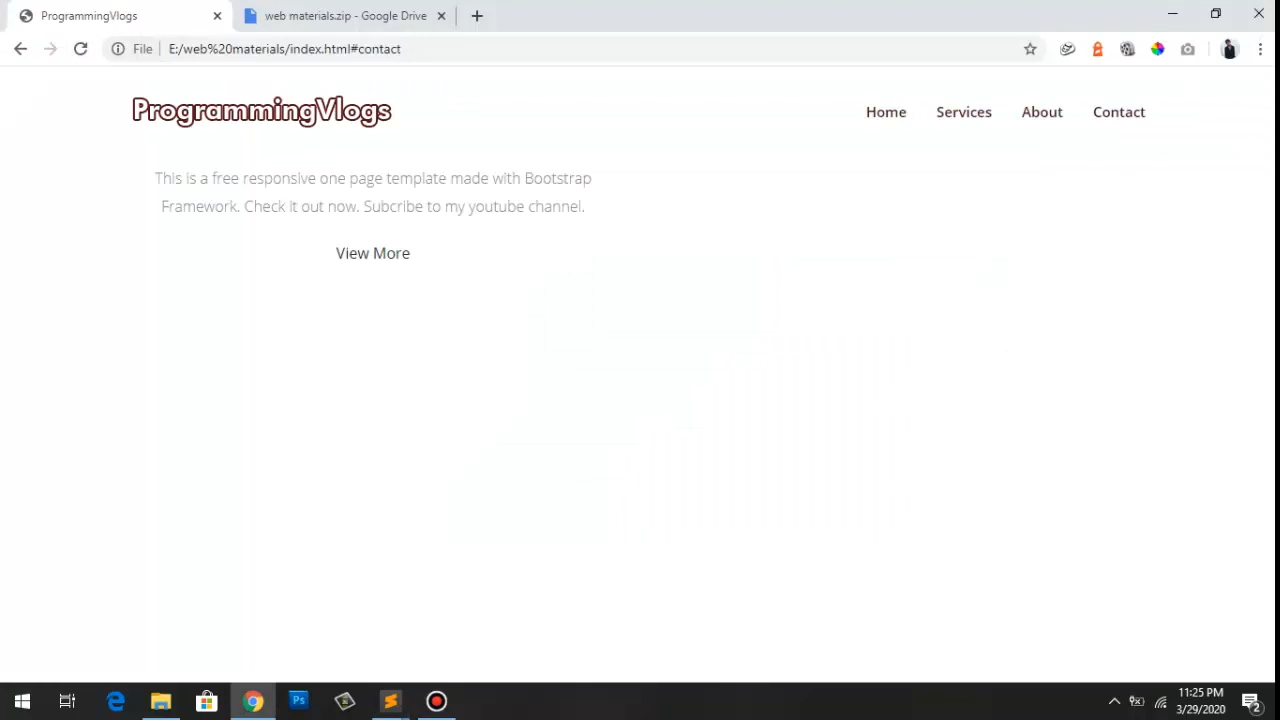 ProgrammingVlogs
web materials.zip - Google Drive
File
E:/web%20materials/index.html#contact
ProgrammingVlogs
Home
Services
About
Contact
This is a free responsive one page template made with Bootstrap
Framework. Check it out now. Subcribe to my youtube channel.
View More
Ps
11:25 PM
3/29/2020
2